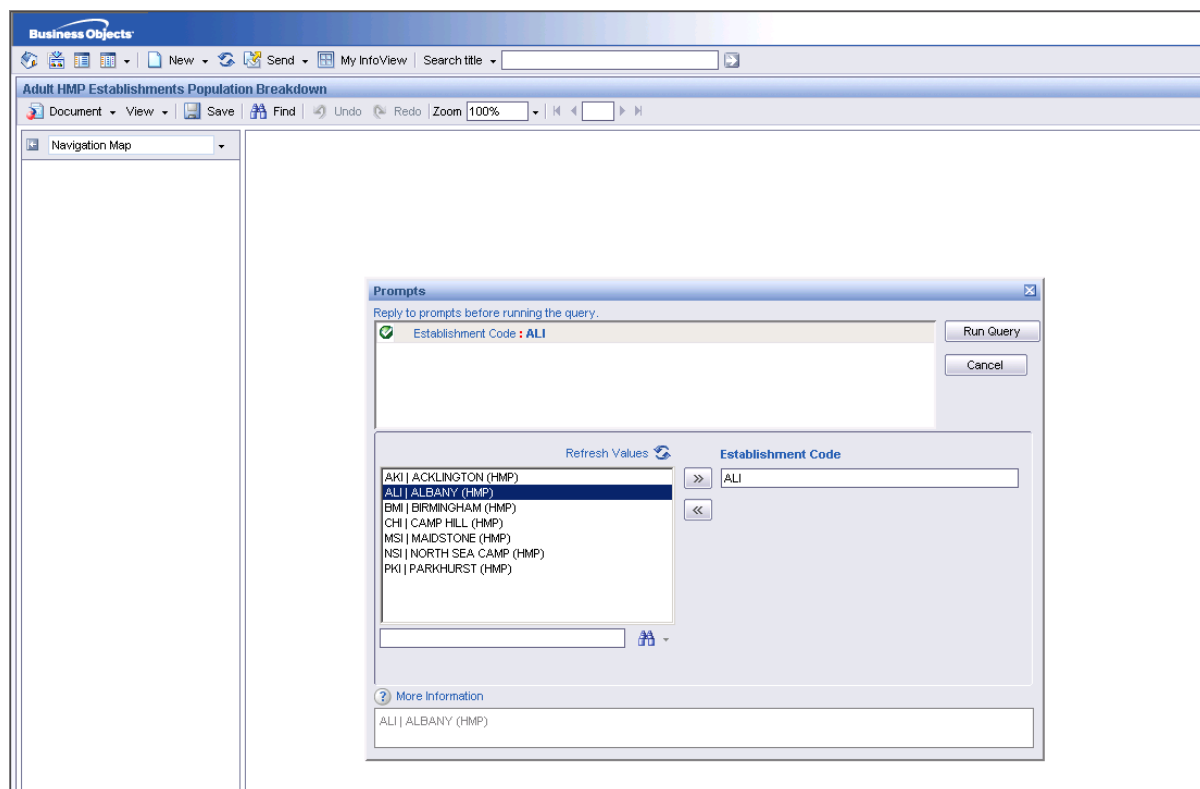 Business Objects
New Send My InfoView Search title
Adult HMP Establishments Population Breakdown
Document View Save Find Undo Redo Zoom 100%
Navigation Map
Prompts
Reply to prompts before running the query.
Establishment Code : ALI
Run Query
Cancel
Refresh Values
Establishment Code
AKI | ACKLINGTON (HMP)
ALI
ALI | ALBANY (HMP)
BMI | BIRMINGHAM (HMP)
CHI | CAMP HILL (HMP)
MSI | MAIDSTONE (HMP)
NSI | NORTH SEA CAMP (HMP)
PKI | PARKHURST (HMP)
More Information
ALI | ALBANY (HMP)